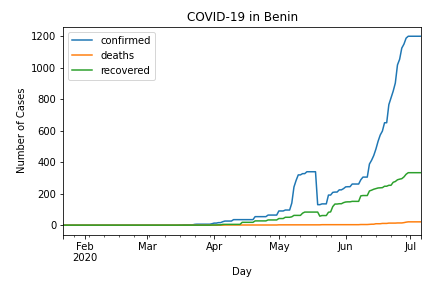 COVID-19 in Benin
confirmed
deaths
recovered
Number of Cases
1200
1000
800
600
400
200
0
Feb
2020
Mar
Apr
May
Jun
Jul
Day